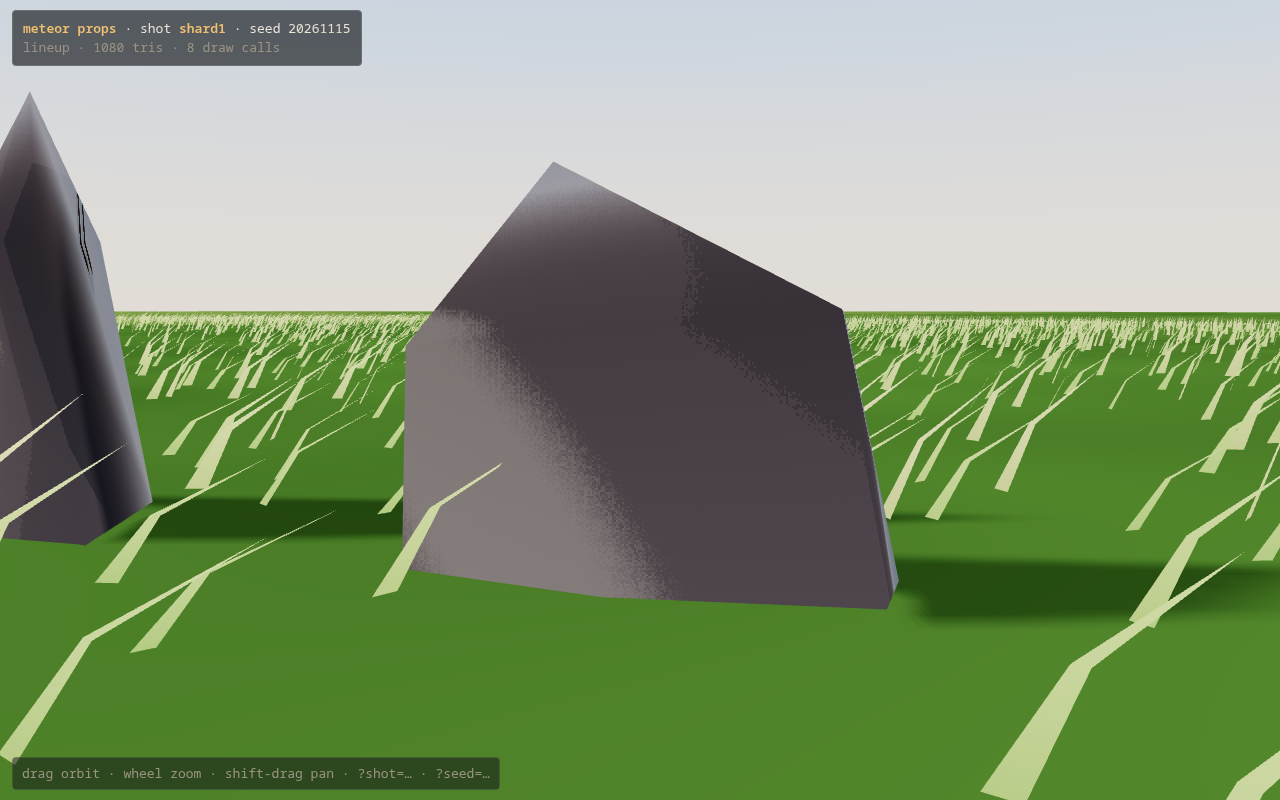 meteor props · shot shard1 · seed 20261115
lineup · 1080 tris · 8 draw calls
drag orbit · wheel zoom · shift-drag pan · ?shot=… · ?seed=…